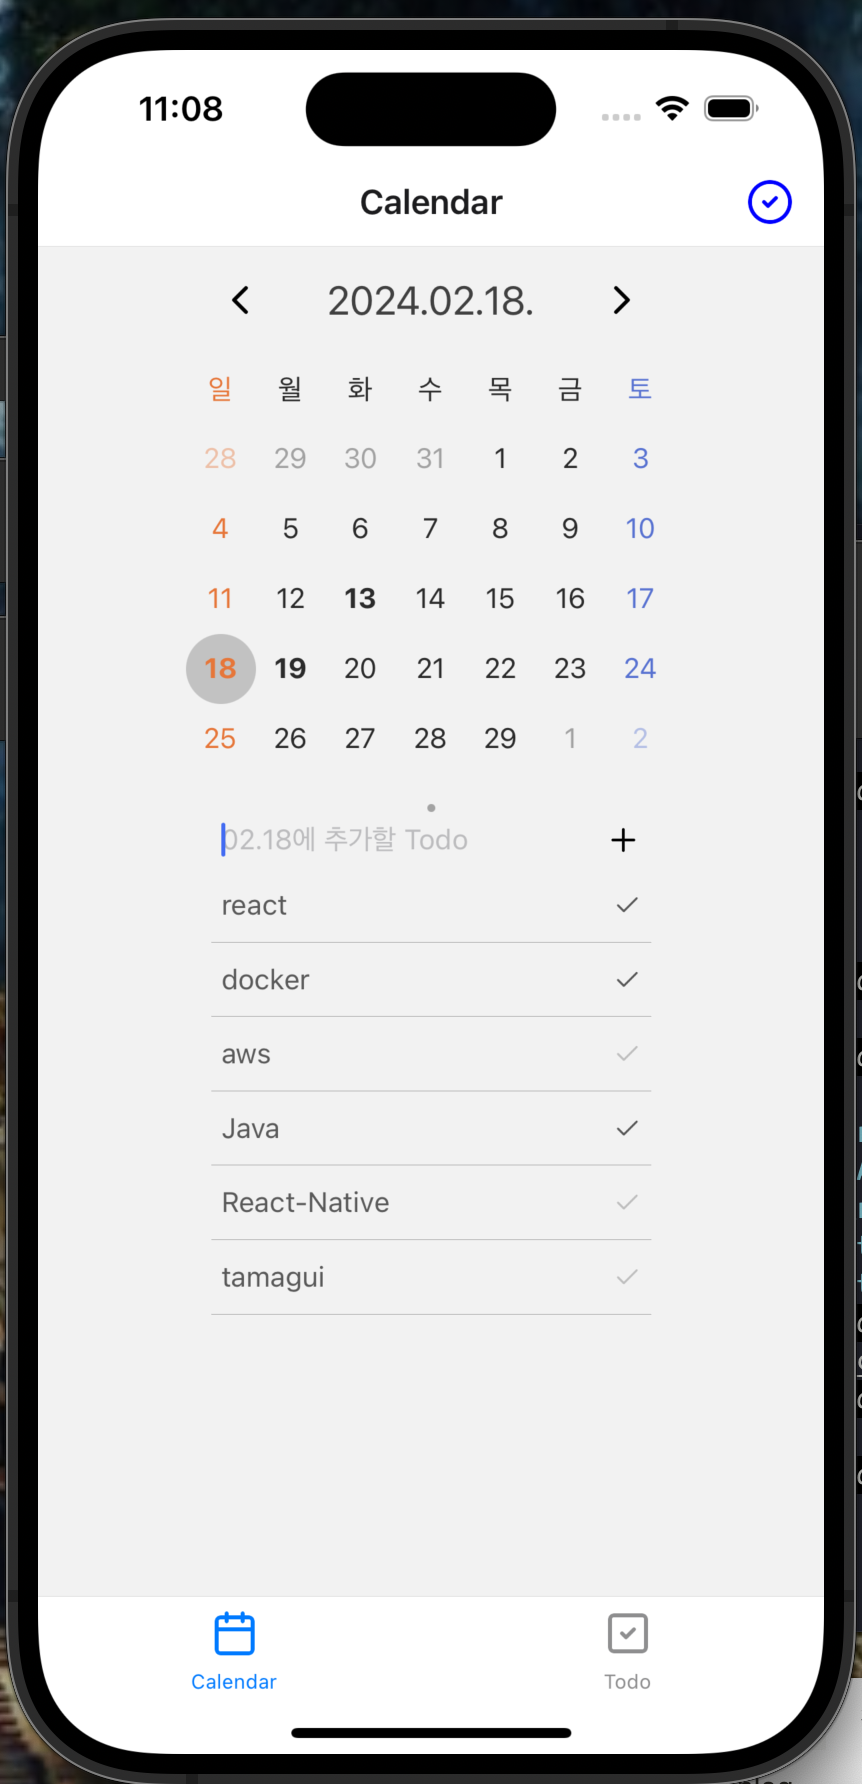 11:08
Calendar
2024.02.18.
일 월 화 수 목 금 토
28 29 30 31 1 2 3
4 5 6 7 8 9 10
11 12 13 14 15 16 17
18 19 20 21 22 23 24
25 26 27 28 29 1 2
02.18에 추가할 Todo
react
docker
aws
Java
React-Native
tamagui
Calendar Todo